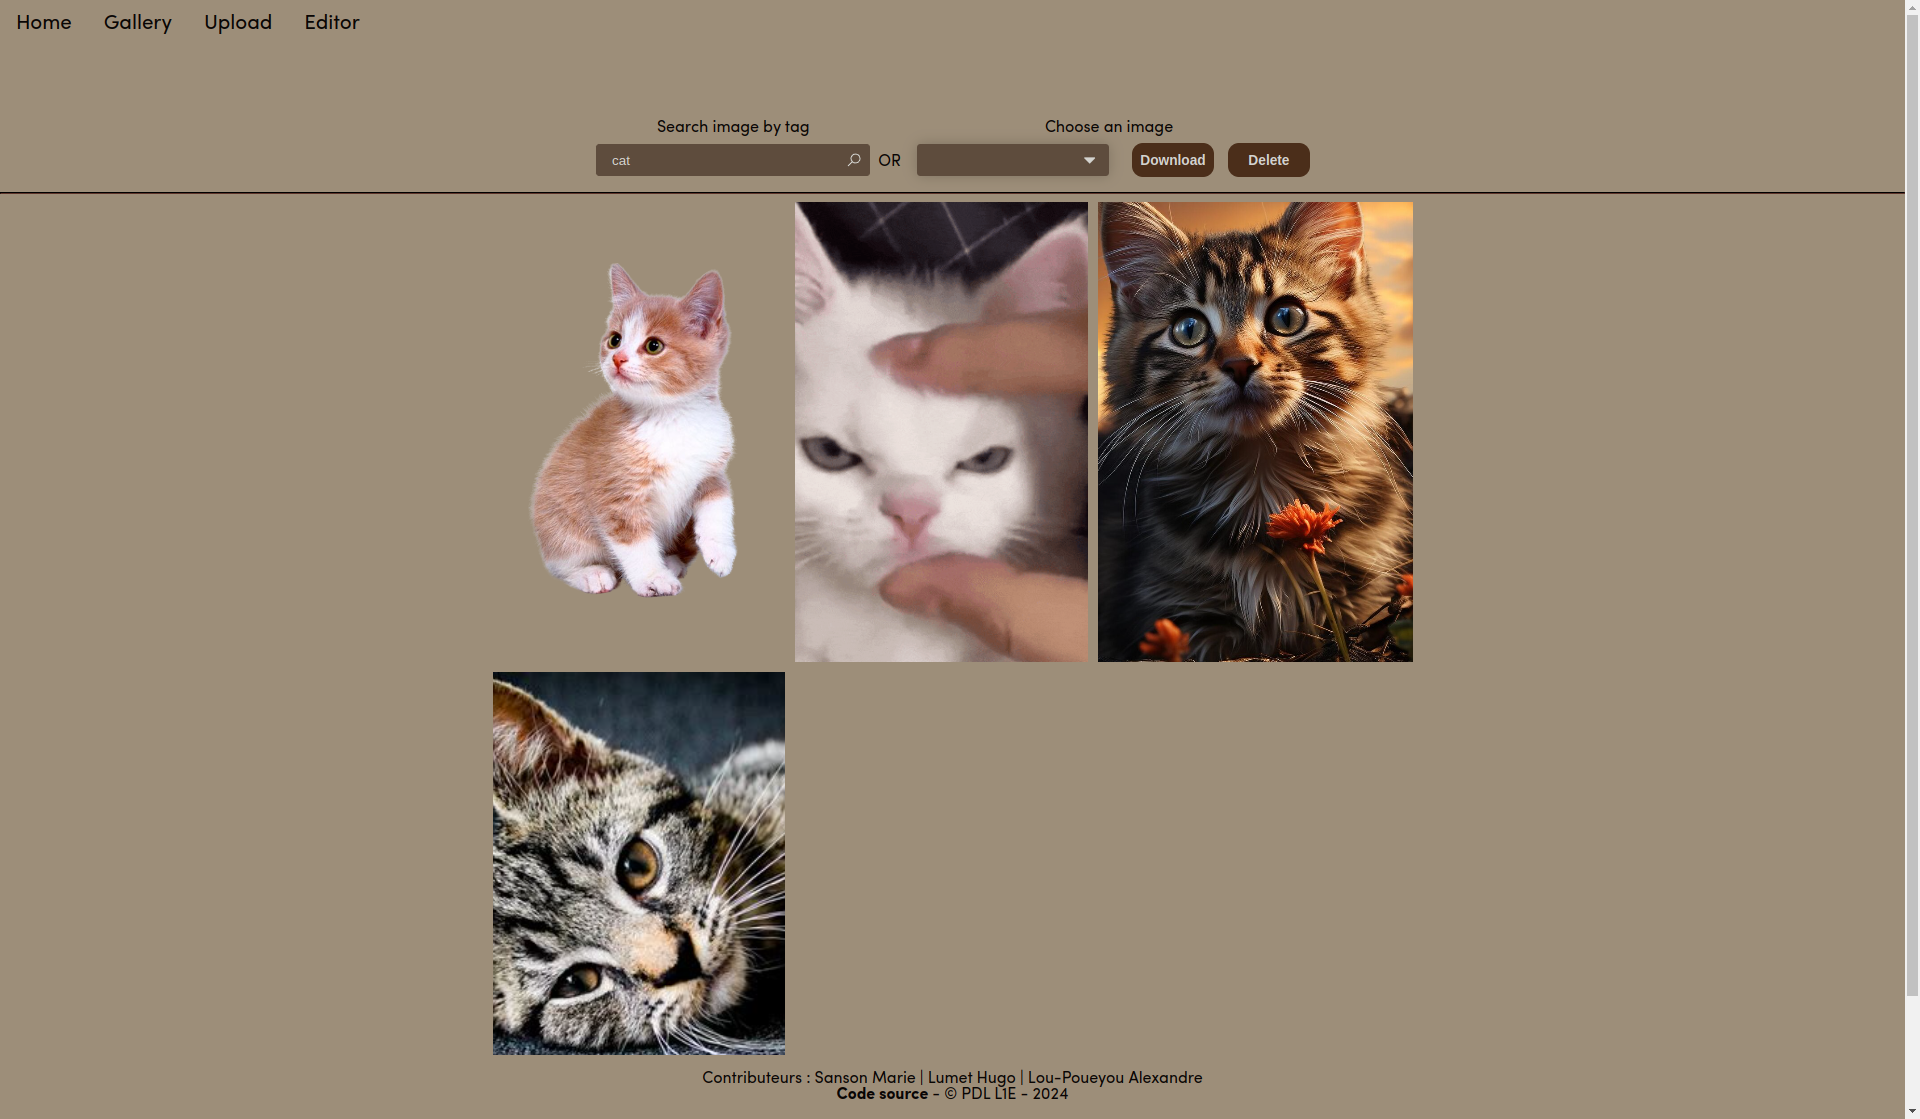 Home Gallery Upload Editor
Search image by tag Choose an image
cat OR Download Delete
Contributeurs : Sanson Marie | Lumet Hugo | Lou-Poueyou Alexandre
Code source - © PDL L1E - 2024